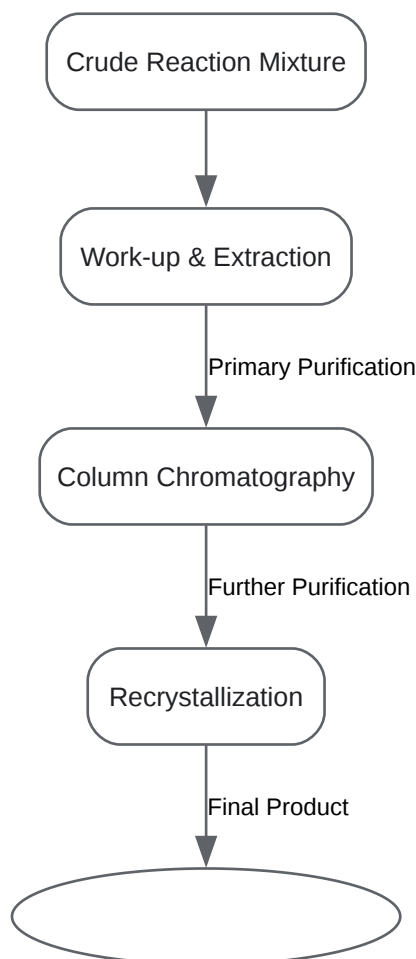 Crude Reaction Mixture
Work-up & Extraction
Primary Purification
Column Chromatography
Further Purification
Recrystallization
Final Product